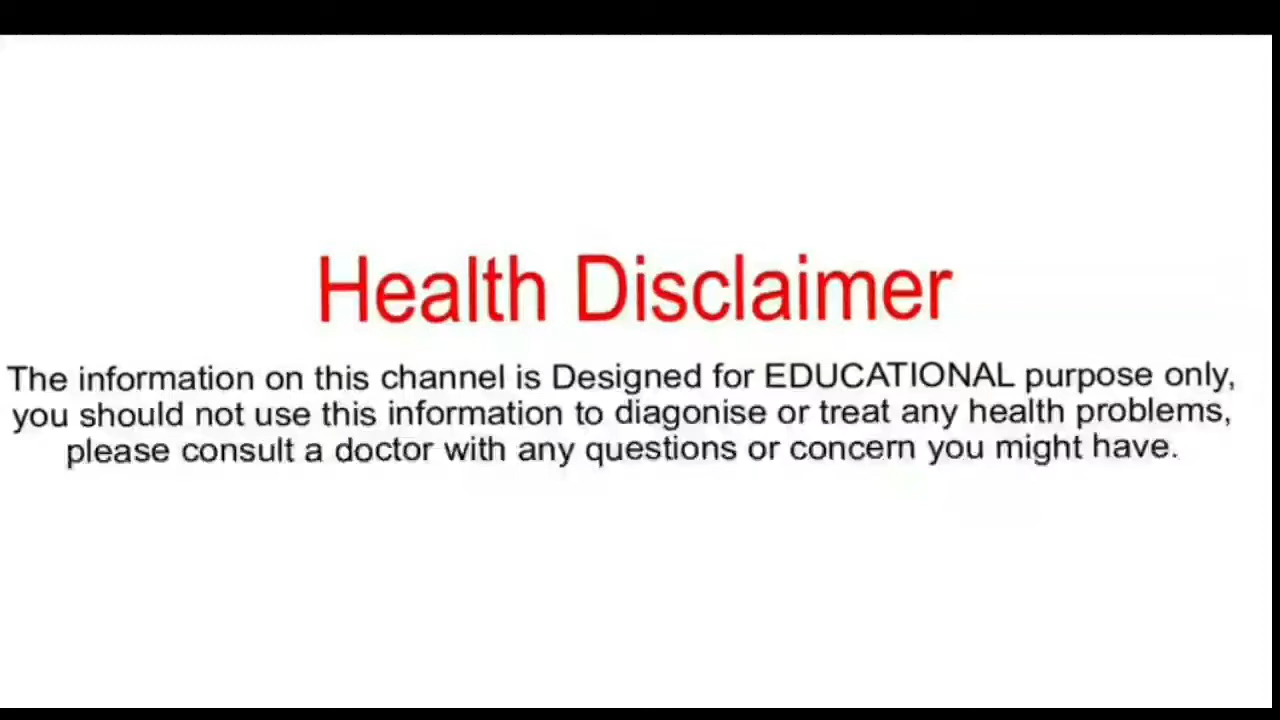 Health Disclaimer
The information on this channel is Designed for EDUCATIONAL purpose only,
you should not use this information to diagonise or treat any health problems,
please consult a doctor with any questions or concern you might have.